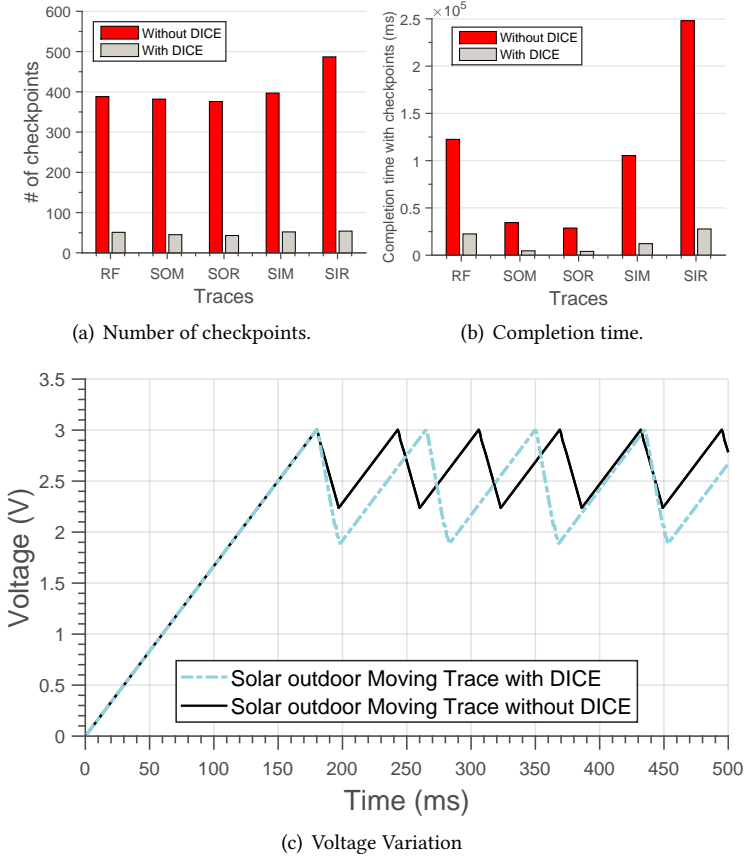 600
500
400
300
200
100
0
# of checkpoints
Without DICE
With DICE
RF SOM SOR SIM SIR
Traces
(a) Number of checkpoints.
×10⁵
2.5
2
1.5
1
0.5
0
Completion time with checkpoints (ms)
Without DICE
With DICE
RF SOM SOR SIM SIR
Traces
(b) Completion time.
3.5
3
2.5
2
1.5
1
0.5
0
Voltage (V)
Solar outdoor Moving Trace with DICE
Solar outdoor Moving Trace without DICE
0 50 100 150 200 250 300 350 400 450 500
Time (ms)
(c) Voltage Variation